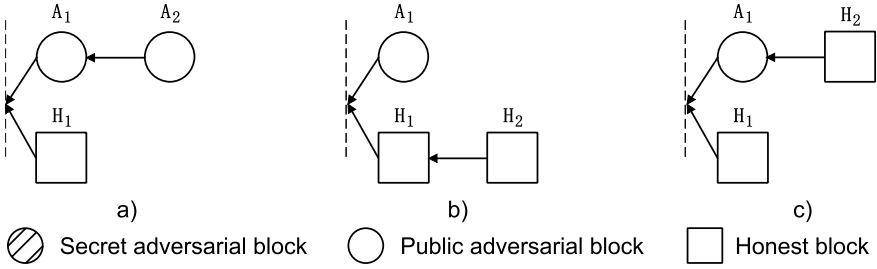 A1 A2 A1 A1 H2
H1 H1 H2 H1
a) b) c)
Secret adversarial block Public adversarial block Honest block